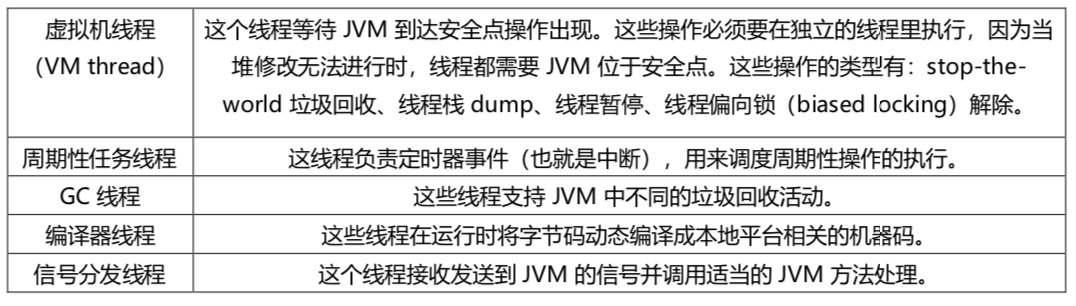 虚拟机线程
（VM thread）
这个线程等待 JVM 到达安全点操作出现。这些操作必须要在独立的线程里执行，因为当
堆修改无法进行时，线程都需要 JVM 位于安全点。这些操作的类型有：stop-the-
world 垃圾回收、线程栈 dump、线程暂停、线程偏向锁（biased locking）解除。
周期性任务线程
这线程负责定时器事件（也就是中断），用来调度周期性操作的执行。
GC 线程
这些线程支持 JVM 中不同的垃圾回收活动。
编译器线程
这些线程在运行时将字节码动态编译成本地平台相关的机器码。
信号分发线程
这个线程接收发送到 JVM 的信号并调用适当的 JVM 方法处理。